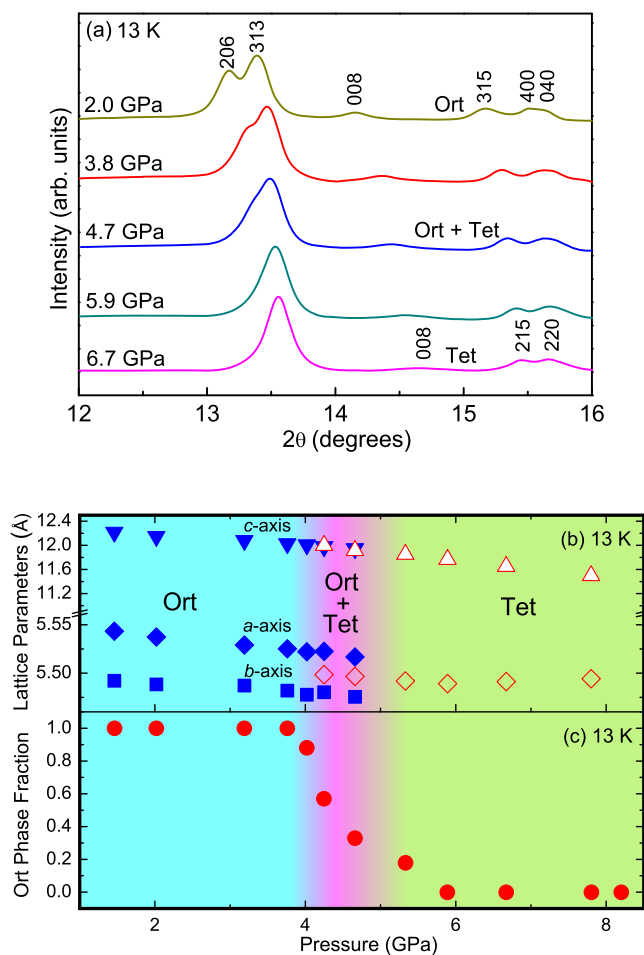 (a) 13 K
206
313
008
315
400
040
Ort
2.0 GPa
3.8 GPa
4.7 GPa
Ort + Tet
5.9 GPa
6.7 GPa
008
215
220
Tet
Intensity (arb. units)
12 13 14 15 16
2θ (degrees)
12.4
12.0
11.6
11.2
5.55
5.50
Lattice Parameters (Å)
c-axis
(b) 13 K
Ort
Ort
+
Tet
Tet
a-axis
b-axis
(c) 13 K
1.0
0.8
0.6
0.4
0.2
0.0
Ort Phase Fraction
2 4 6 8
Pressure (GPa)